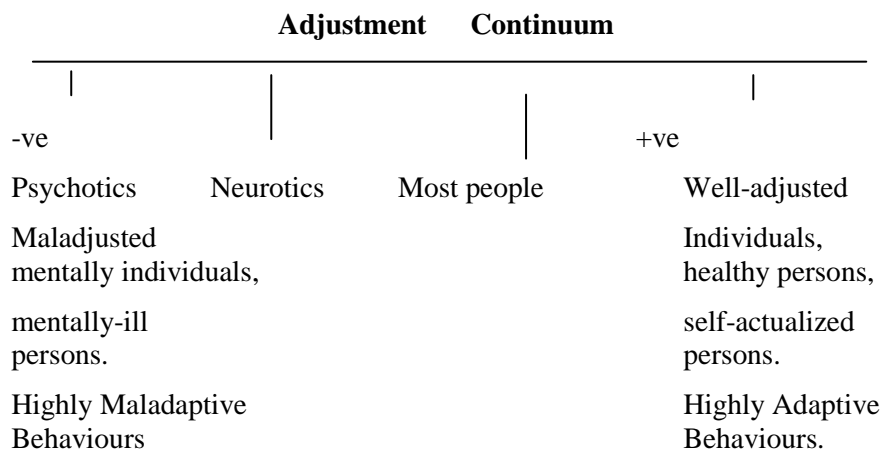 Adjustment Continuum
-ve +ve
Psychotics Neurotics Most people Well-adjusted
Maladjusted Individuals,
mentally individuals, healthy persons,
mentally-ill self-actualized
persons. persons.
Highly Maladaptive Highly Adaptive
Behaviours Behaviours.